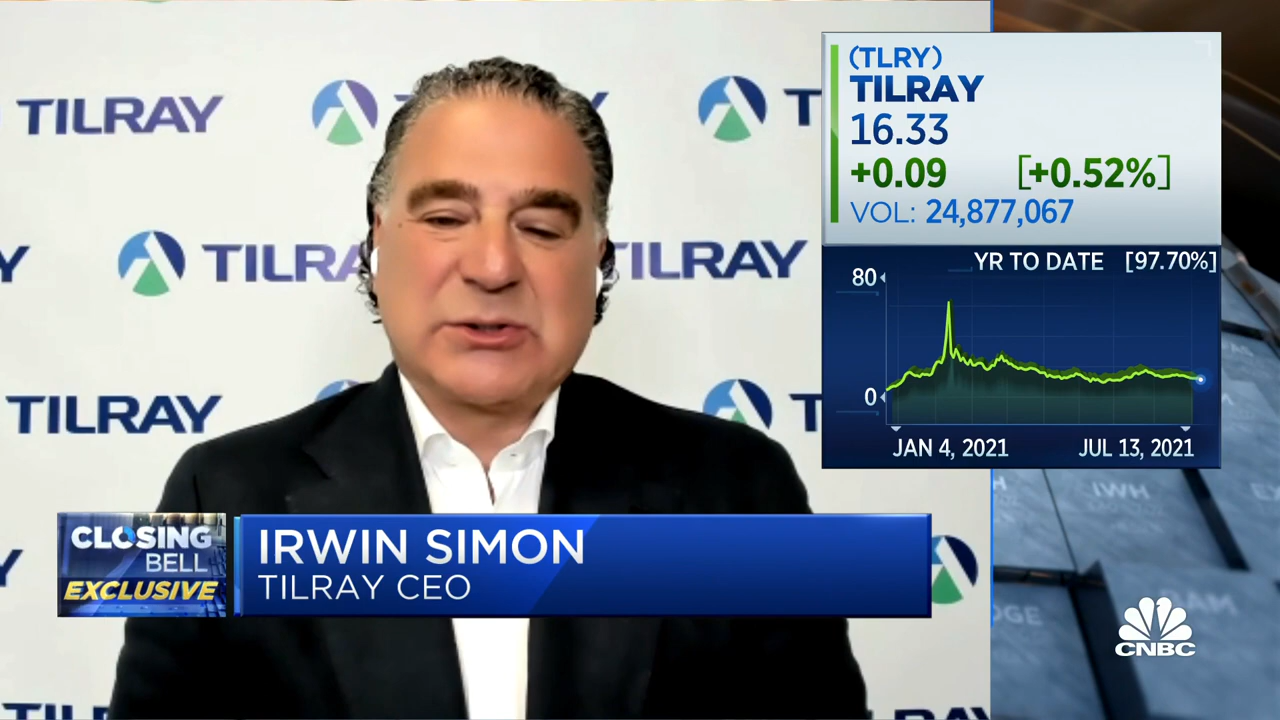 TILRAY
TILRAY
TILRAY
TILRAY
(TLRY)
TILRAY
16.33
+0.09 [+0.52%]
VOL: 24,877,067
YR TO DATE [97.70%]
80
0
JAN 4, 2021 JUL 13, 2021
CLOSING
BELL
EXCLUSIVE
IRWIN SIMON
TILRAY CEO
IWH
CNBC